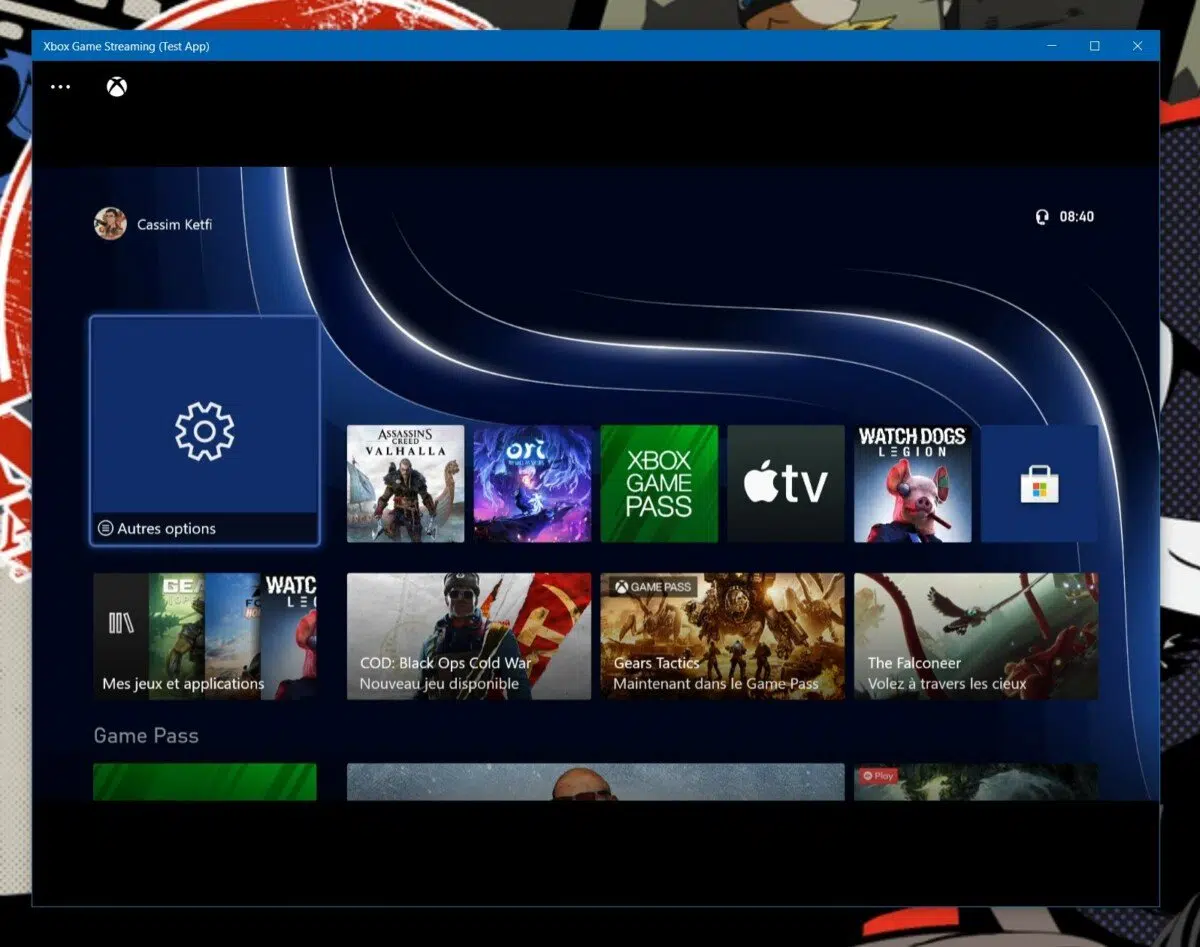 Xbox Game Streaming (Test App)
Cassim Ketfi
08:40
Autres options
ASSASSIN'S
CREED
VALHALLA
ori
XBOX
GAME
PASS
tv
WATCH DOGS
LEGION
GEA
WATC
LE
Mes jeux et applications
COD: Black Ops Cold War
Nouveau jeu disponible
GAME PASS
Gears Tactics
Maintenant dans le Game Pass
The Falconeer
Volez à travers les cieux
Game Pass
Play